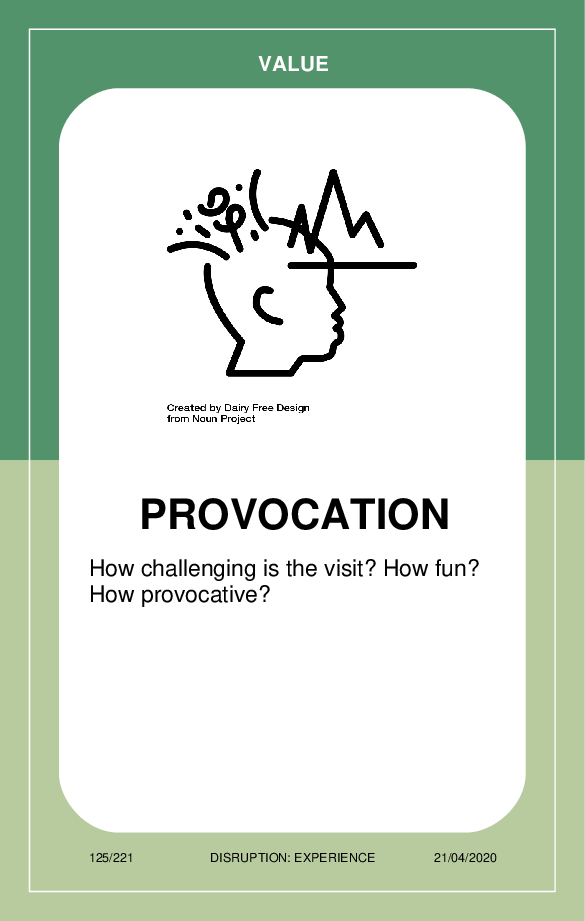 VALUE
Created by Dairy Free Design
from Noun Project
PROVOCATION
How challenging is the visit? How fun?
How provocative?
125/221
DISRUPTION: EXPERIENCE
21/04/2020